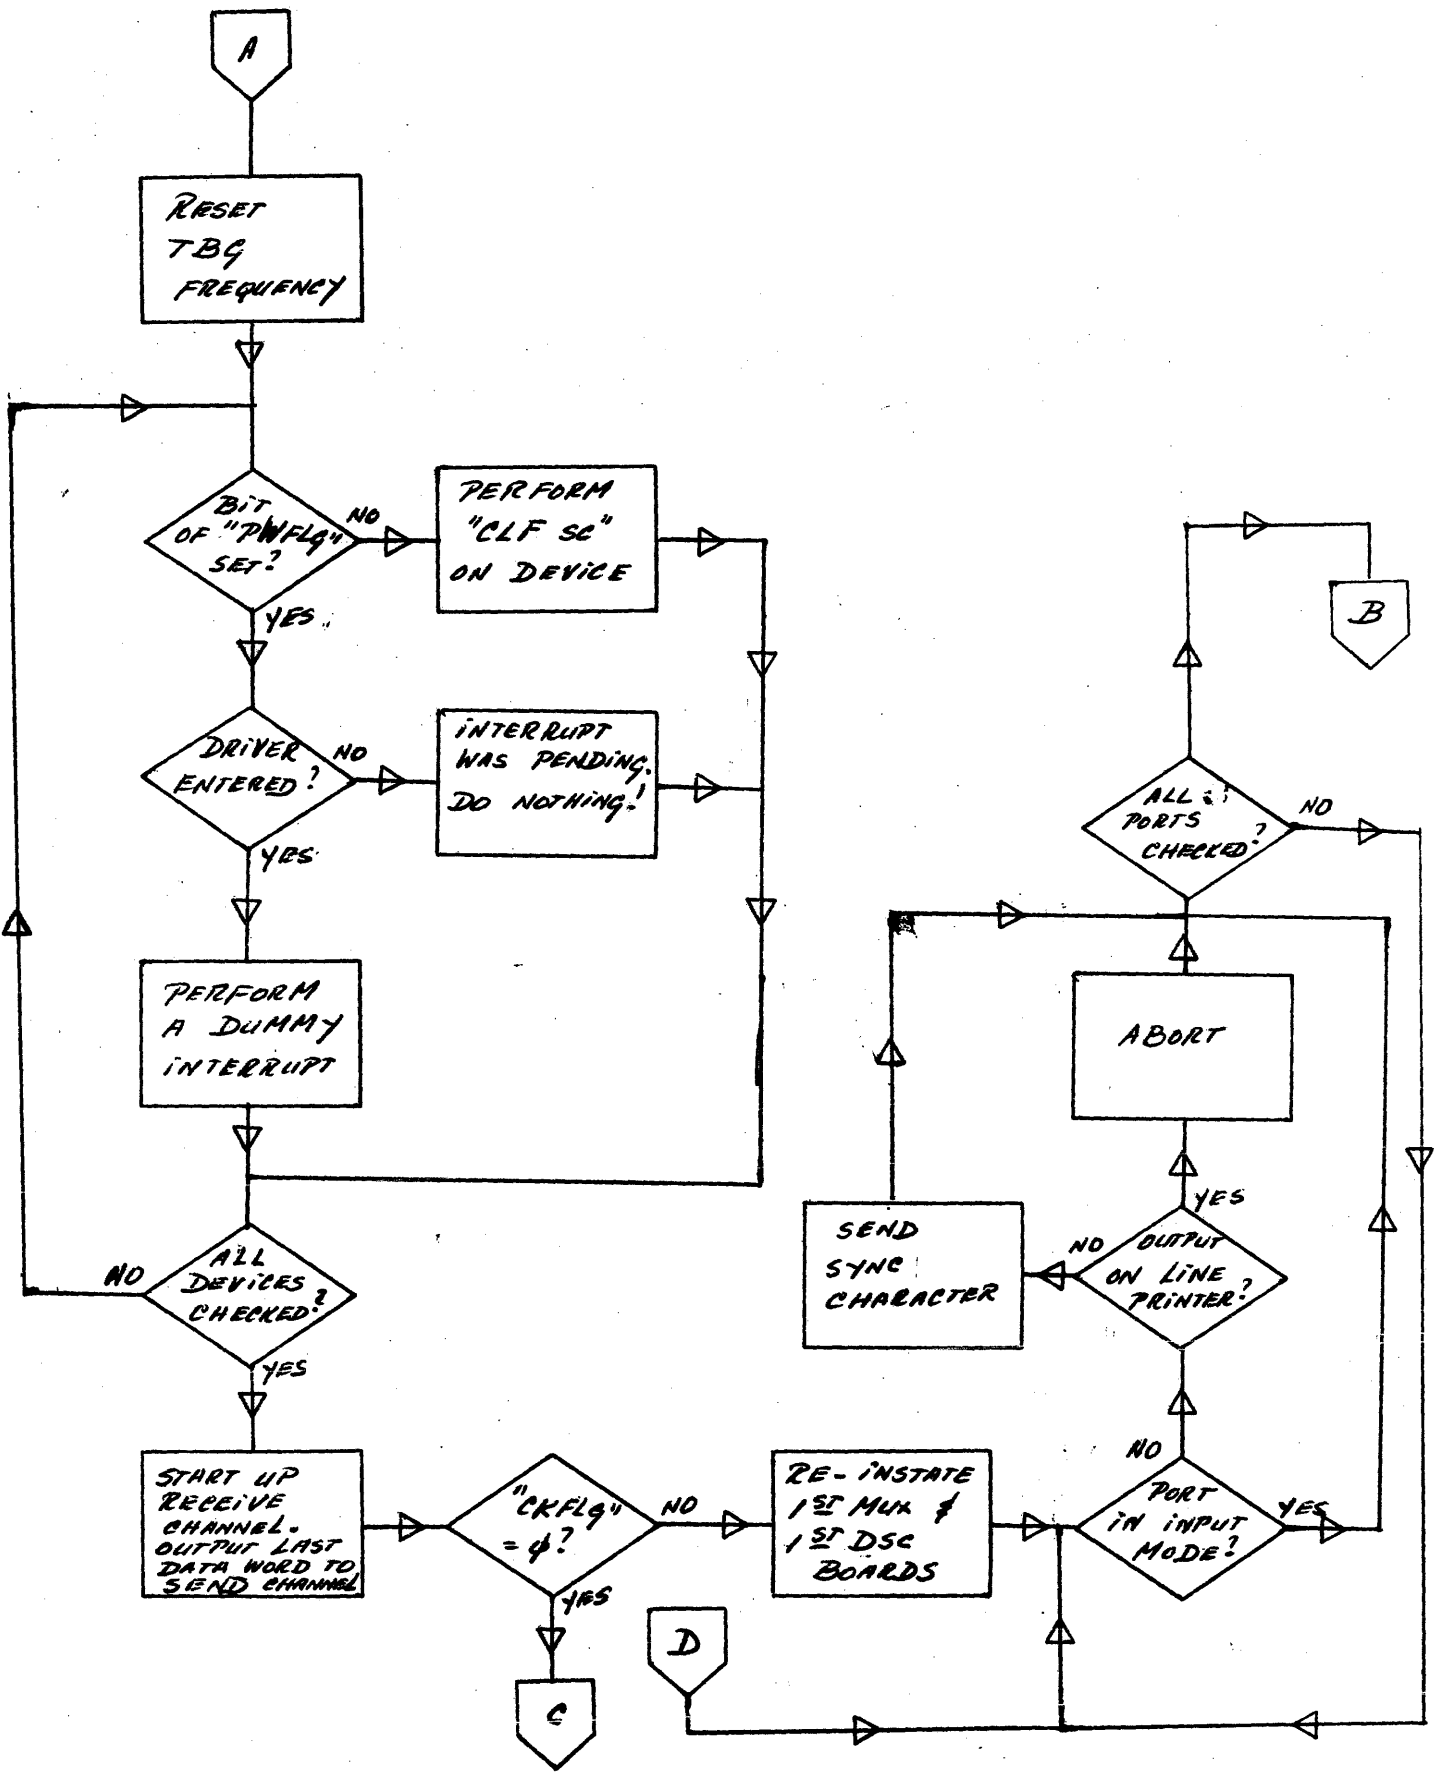 A
RESET
TBG
FREQUENCY
BIT
OF "PWFLG"
SET?
NO
YES
PERFORM
"CLF SC"
ON DEVICE
DRIVER
ENTERED?
NO
YES
INTERRUPT
WAS PENDING.
DO NOTHING!
PERFORM
A DUMMY
INTERRUPT
ALL
DEVICES
CHECKED?
NO
YES
START UP
RECEIVE
CHANNEL.
OUTPUT LAST
DATA WORD TO
SEND CHANNEL
"CKFLG"
= ϕ?
NO
YES
C
RE-INSTATE
1ST MUX &
1ST DSC
BOARDS
D
PORT
IN INPUT
MODE?
NO
YES
OUTPUT
ON LINE
PRINTER?
NO
YES
SEND
SYNC
CHARACTER
ABORT
ALL
PORTS
CHECKED?
NO
B